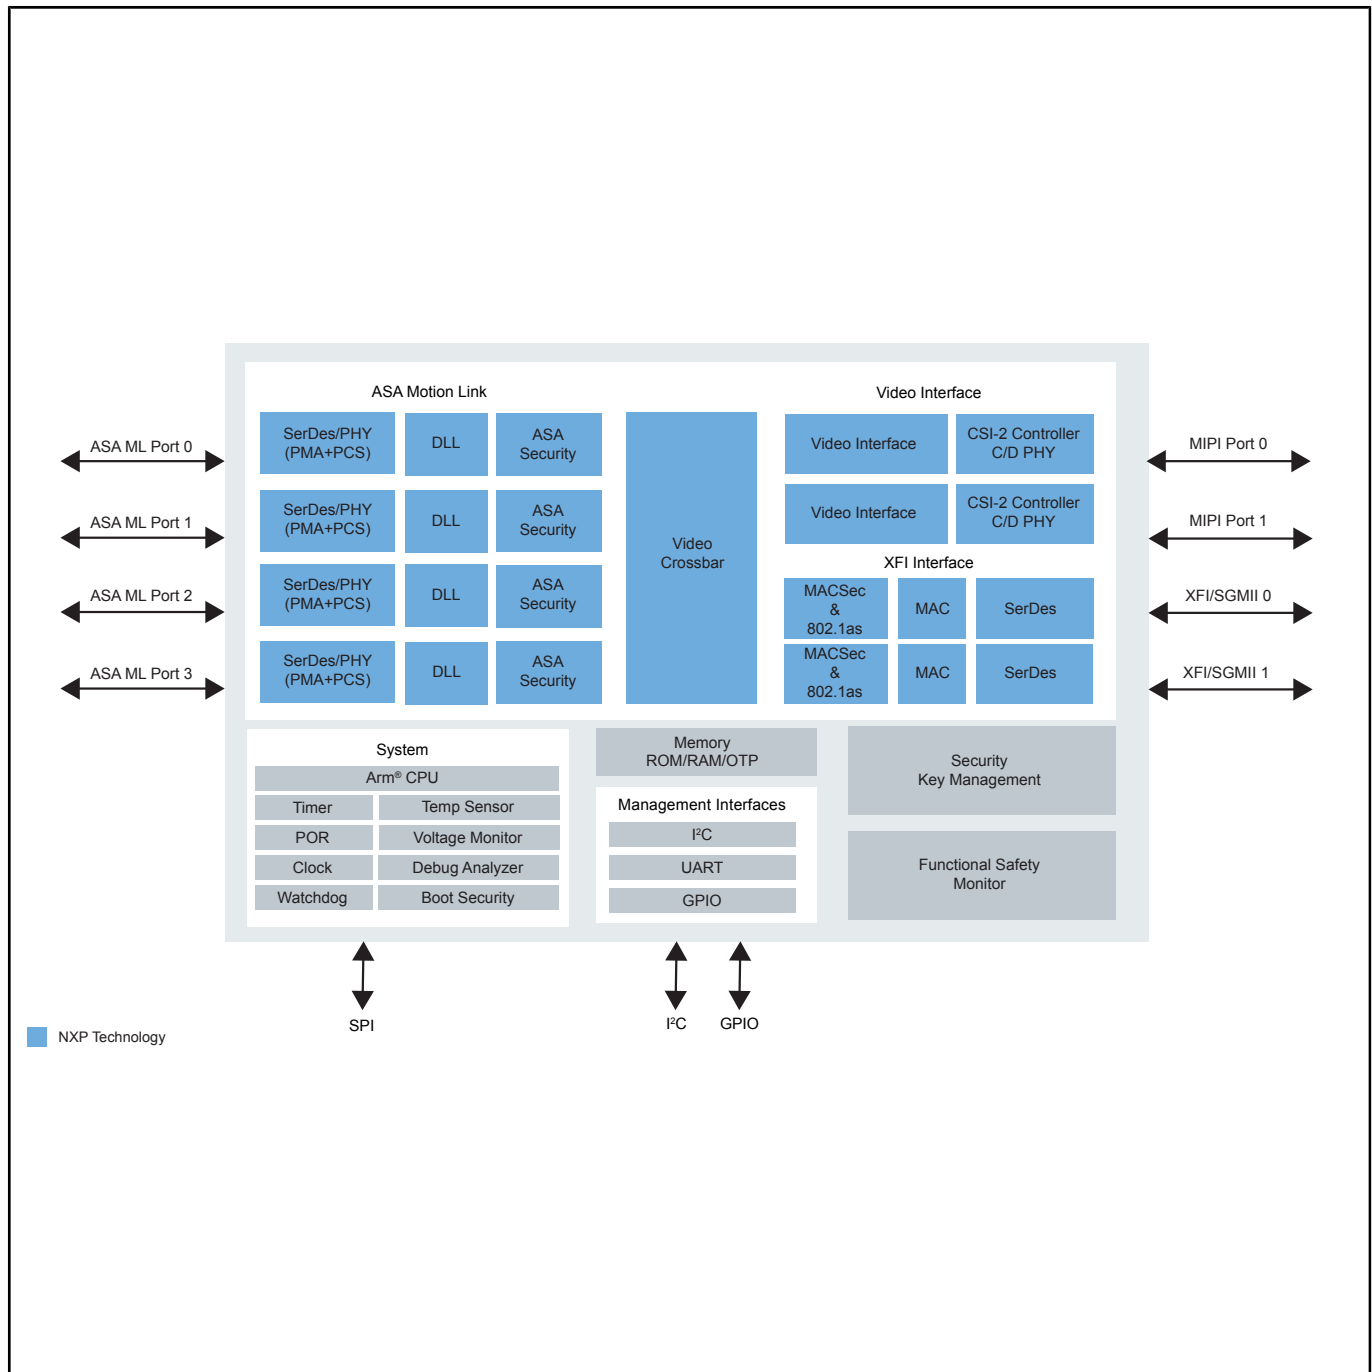 ASA Motion Link
Video Interface
ASA ML Port 0
SerDes/PHY
(PMA+PCS)
DLL
ASA
Security
Video Interface
CSI-2 Controller
C/D PHY
MIPI Port 0
ASA ML Port 1
SerDes/PHY
(PMA+PCS)
DLL
ASA
Security
Video
Crossbar
Video Interface
CSI-2 Controller
C/D PHY
MIPI Port 1
XFI Interface
ASA ML Port 2
SerDes/PHY
(PMA+PCS)
DLL
ASA
Security
MACSec
&
802.1as
MAC
SerDes
XFI/SGMII 0
ASA ML Port 3
SerDes/PHY
(PMA+PCS)
DLL
ASA
Security
MACSec
&
802.1as
MAC
SerDes
XFI/SGMII 1
System
Arm® CPU
Timer
Temp Sensor
POR
Voltage Monitor
Clock
Debug Analyzer
Watchdog
Boot Security
Memory
ROM/RAM/OTP
Management Interfaces
I²C
UART
GPIO
Security
Key Management
Functional Safety
Monitor
SPI
I²C
GPIO
NXP Technology